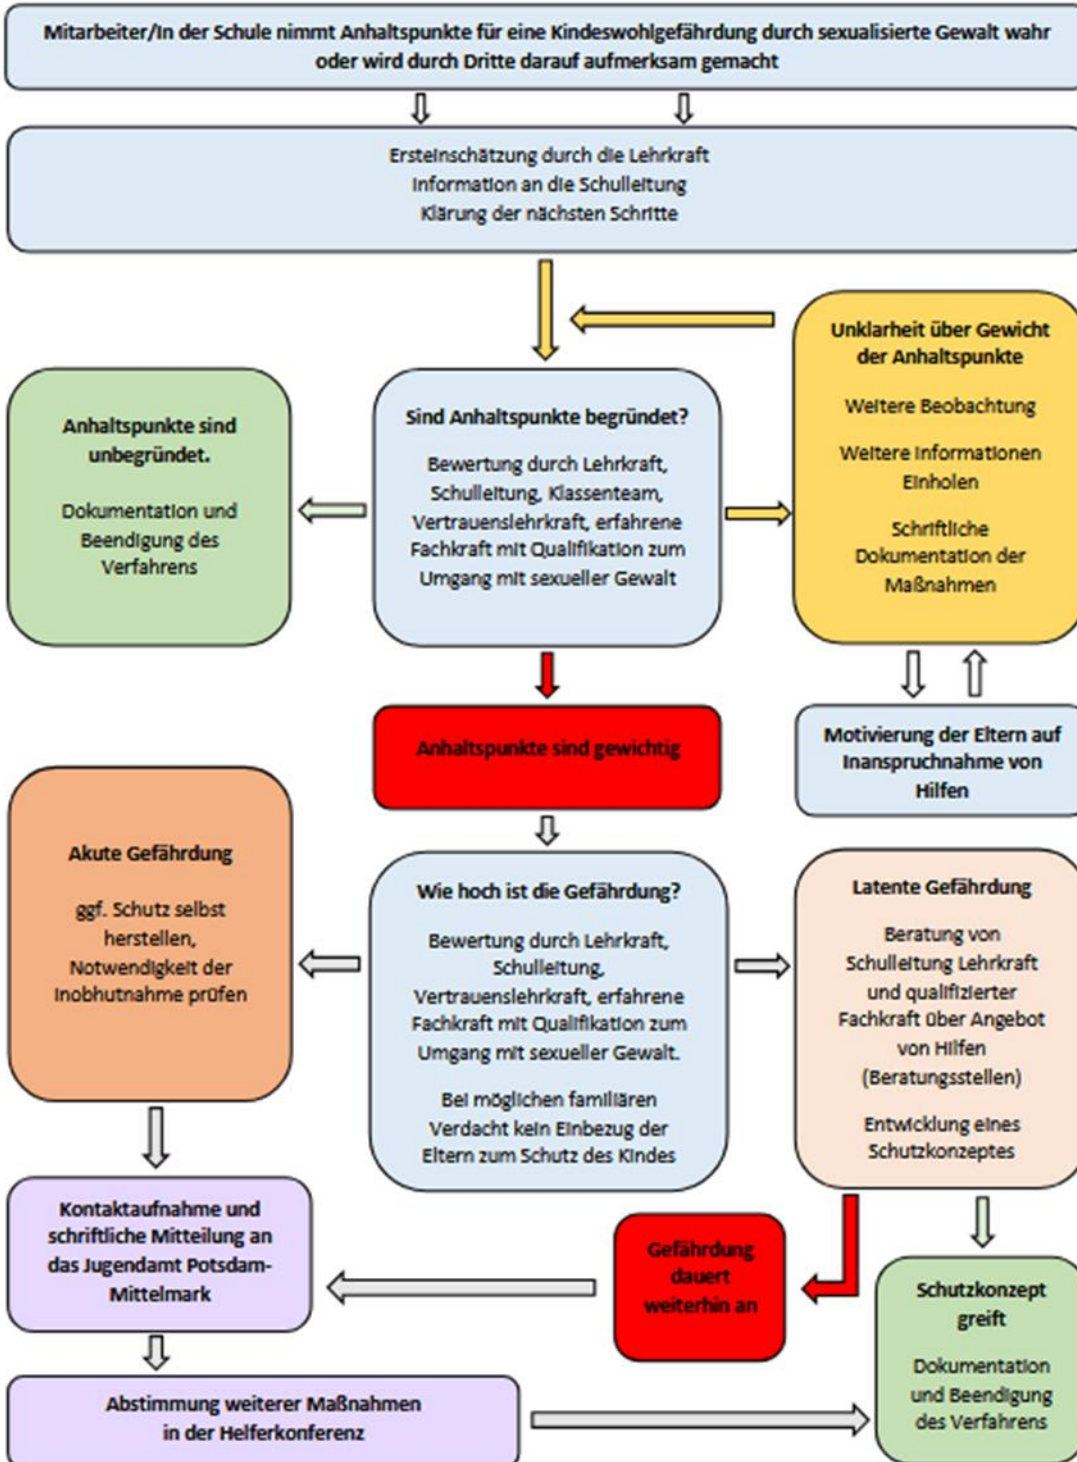 Mitarbeiter/In der Schule nimmt Anhaltspunkte für eine Kindeswohlgefährdung durch sexualisierte Gewalt wahr
oder wird durch Dritte darauf aufmerksam gemacht
Ersteinschätzung durch die Lehrkraft
Information an die Schulleitung
Klärung der nächsten Schritte
Unklarheit über Gewicht
der Anhaltspunkte
Weitere Beobachtung
Weitere Informationen
Einholen
Schriftliche
Dokumentation der
Maßnahmen
Sind Anhaltspunkte begründet?
Bewertung durch Lehrkraft,
Schulleitung, Klassenteam,
Vertrauenslehrkraft, erfahrene
Fachkraft mit Qualifikation zum
Umgang mit sexueller Gewalt
Anhaltspunkte sind
unbegründet.
Dokumentation und
Beendigung des
Verfahrens
Anhaltspunkte sind gewichtig
Motivierung der Eltern auf
Inanspruchnahme von
Hilfen
Akute Gefährdung
ggf. Schutz selbst
herstellen,
Notwendigkeit der
Inobhutnahme prüfen
Wie hoch ist die Gefährdung?
Bewertung durch Lehrkraft,
Schulleitung,
Vertrauenslehrkraft, erfahrene
Fachkraft mit Qualifikation zum
Umgang mit sexueller Gewalt.
Bei möglichen familiären
Verdacht kein Einbezug der
Eltern zum Schutz des Kindes
Latente Gefährdung
Beratung von
Schulleitung Lehrkraft
und qualifizierter
Fachkraft über Angebot
von Hilfen
(Beratungsstellen)
Entwicklung eines
Schutzkonzeptes
Kontaktaufnahme und
schriftliche Mitteilung an
das Jugendamt Potsdam-
Mittelmark
Gefährdung
dauert
weiterhin an
Schutzkonzept
greift
Dokumentation
und Beendigung
des Verfahrens
Abstimmung weiterer Maßnahmen
in der Helferkonferenz